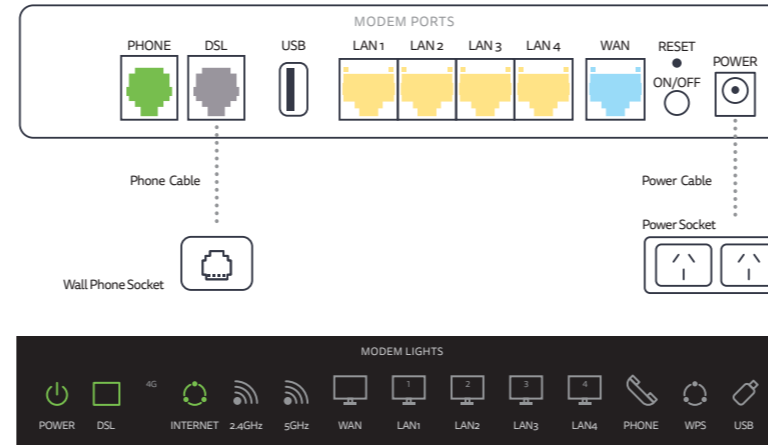 MODEM PORTS
PHONE DSL USB LAN 1 LAN 2 LAN 3 LAN 4 WAN RESET
ON/OFF POWER
Phone Cable Power Cable
Power Socket
Wall Phone Socket
MODEM LIGHTS
4G 1 2 3 4
POWER DSL INTERNET 2.4GHz 5GHz WAN LAN1 LAN2 LAN3 LAN4 PHONE WPS USB